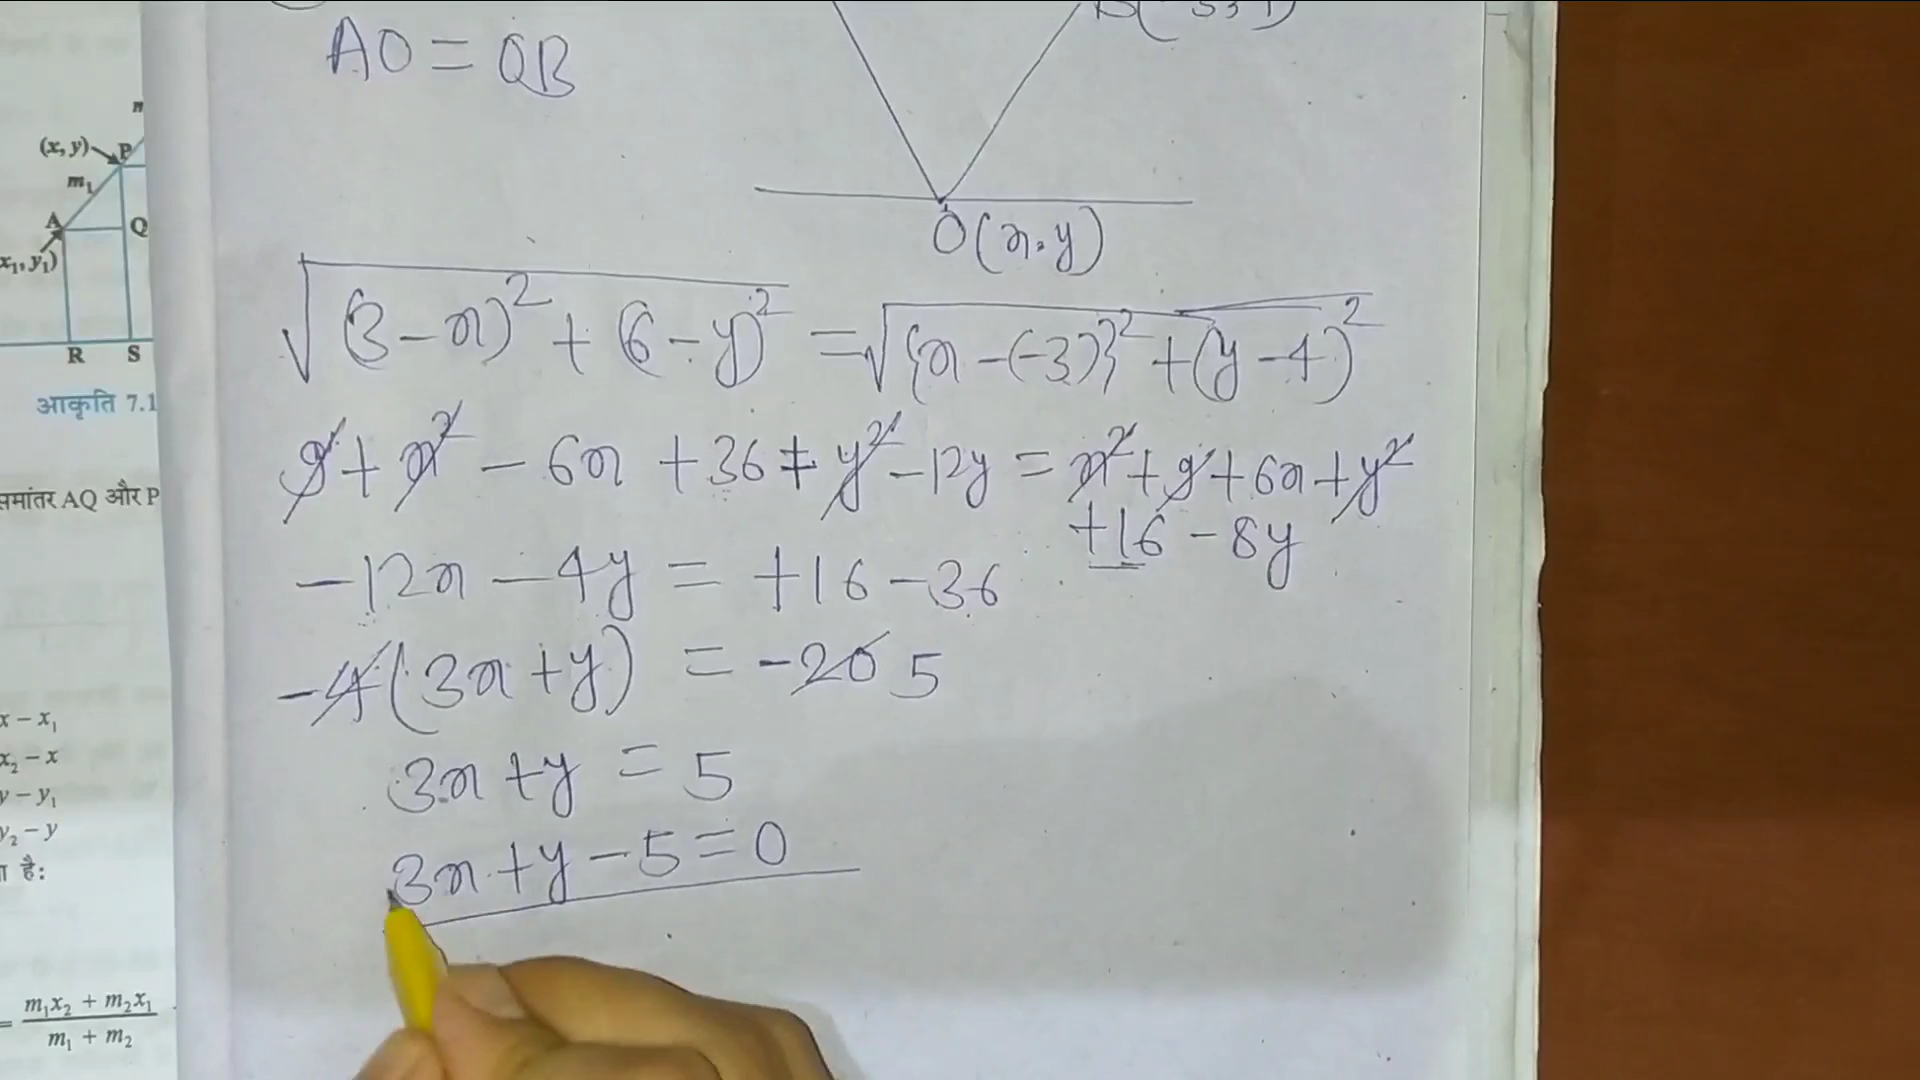 AO = OB
O(x, y)
√(3 - x)² + (6 - y)² = √{x - (-3)}² + (y - 4)²
9 + x² - 6x + 36 + y² - 12y = x² + 9 + 6x + y²
+16 - 8y
-12x - 4y = +16 - 36
-4(3x + y) = -20 5
3x + y = 5
3x + y - 5 = 0
(x, y)
P
m₁
A
Q
x₁, y₁)
R S
आकृति 7.1
समांतर AQ और P
x - x₁
x₂ - x
y - y₁
y₂ - y
है:
= m₁x₂ + m₂x₁
m₁ + m₂